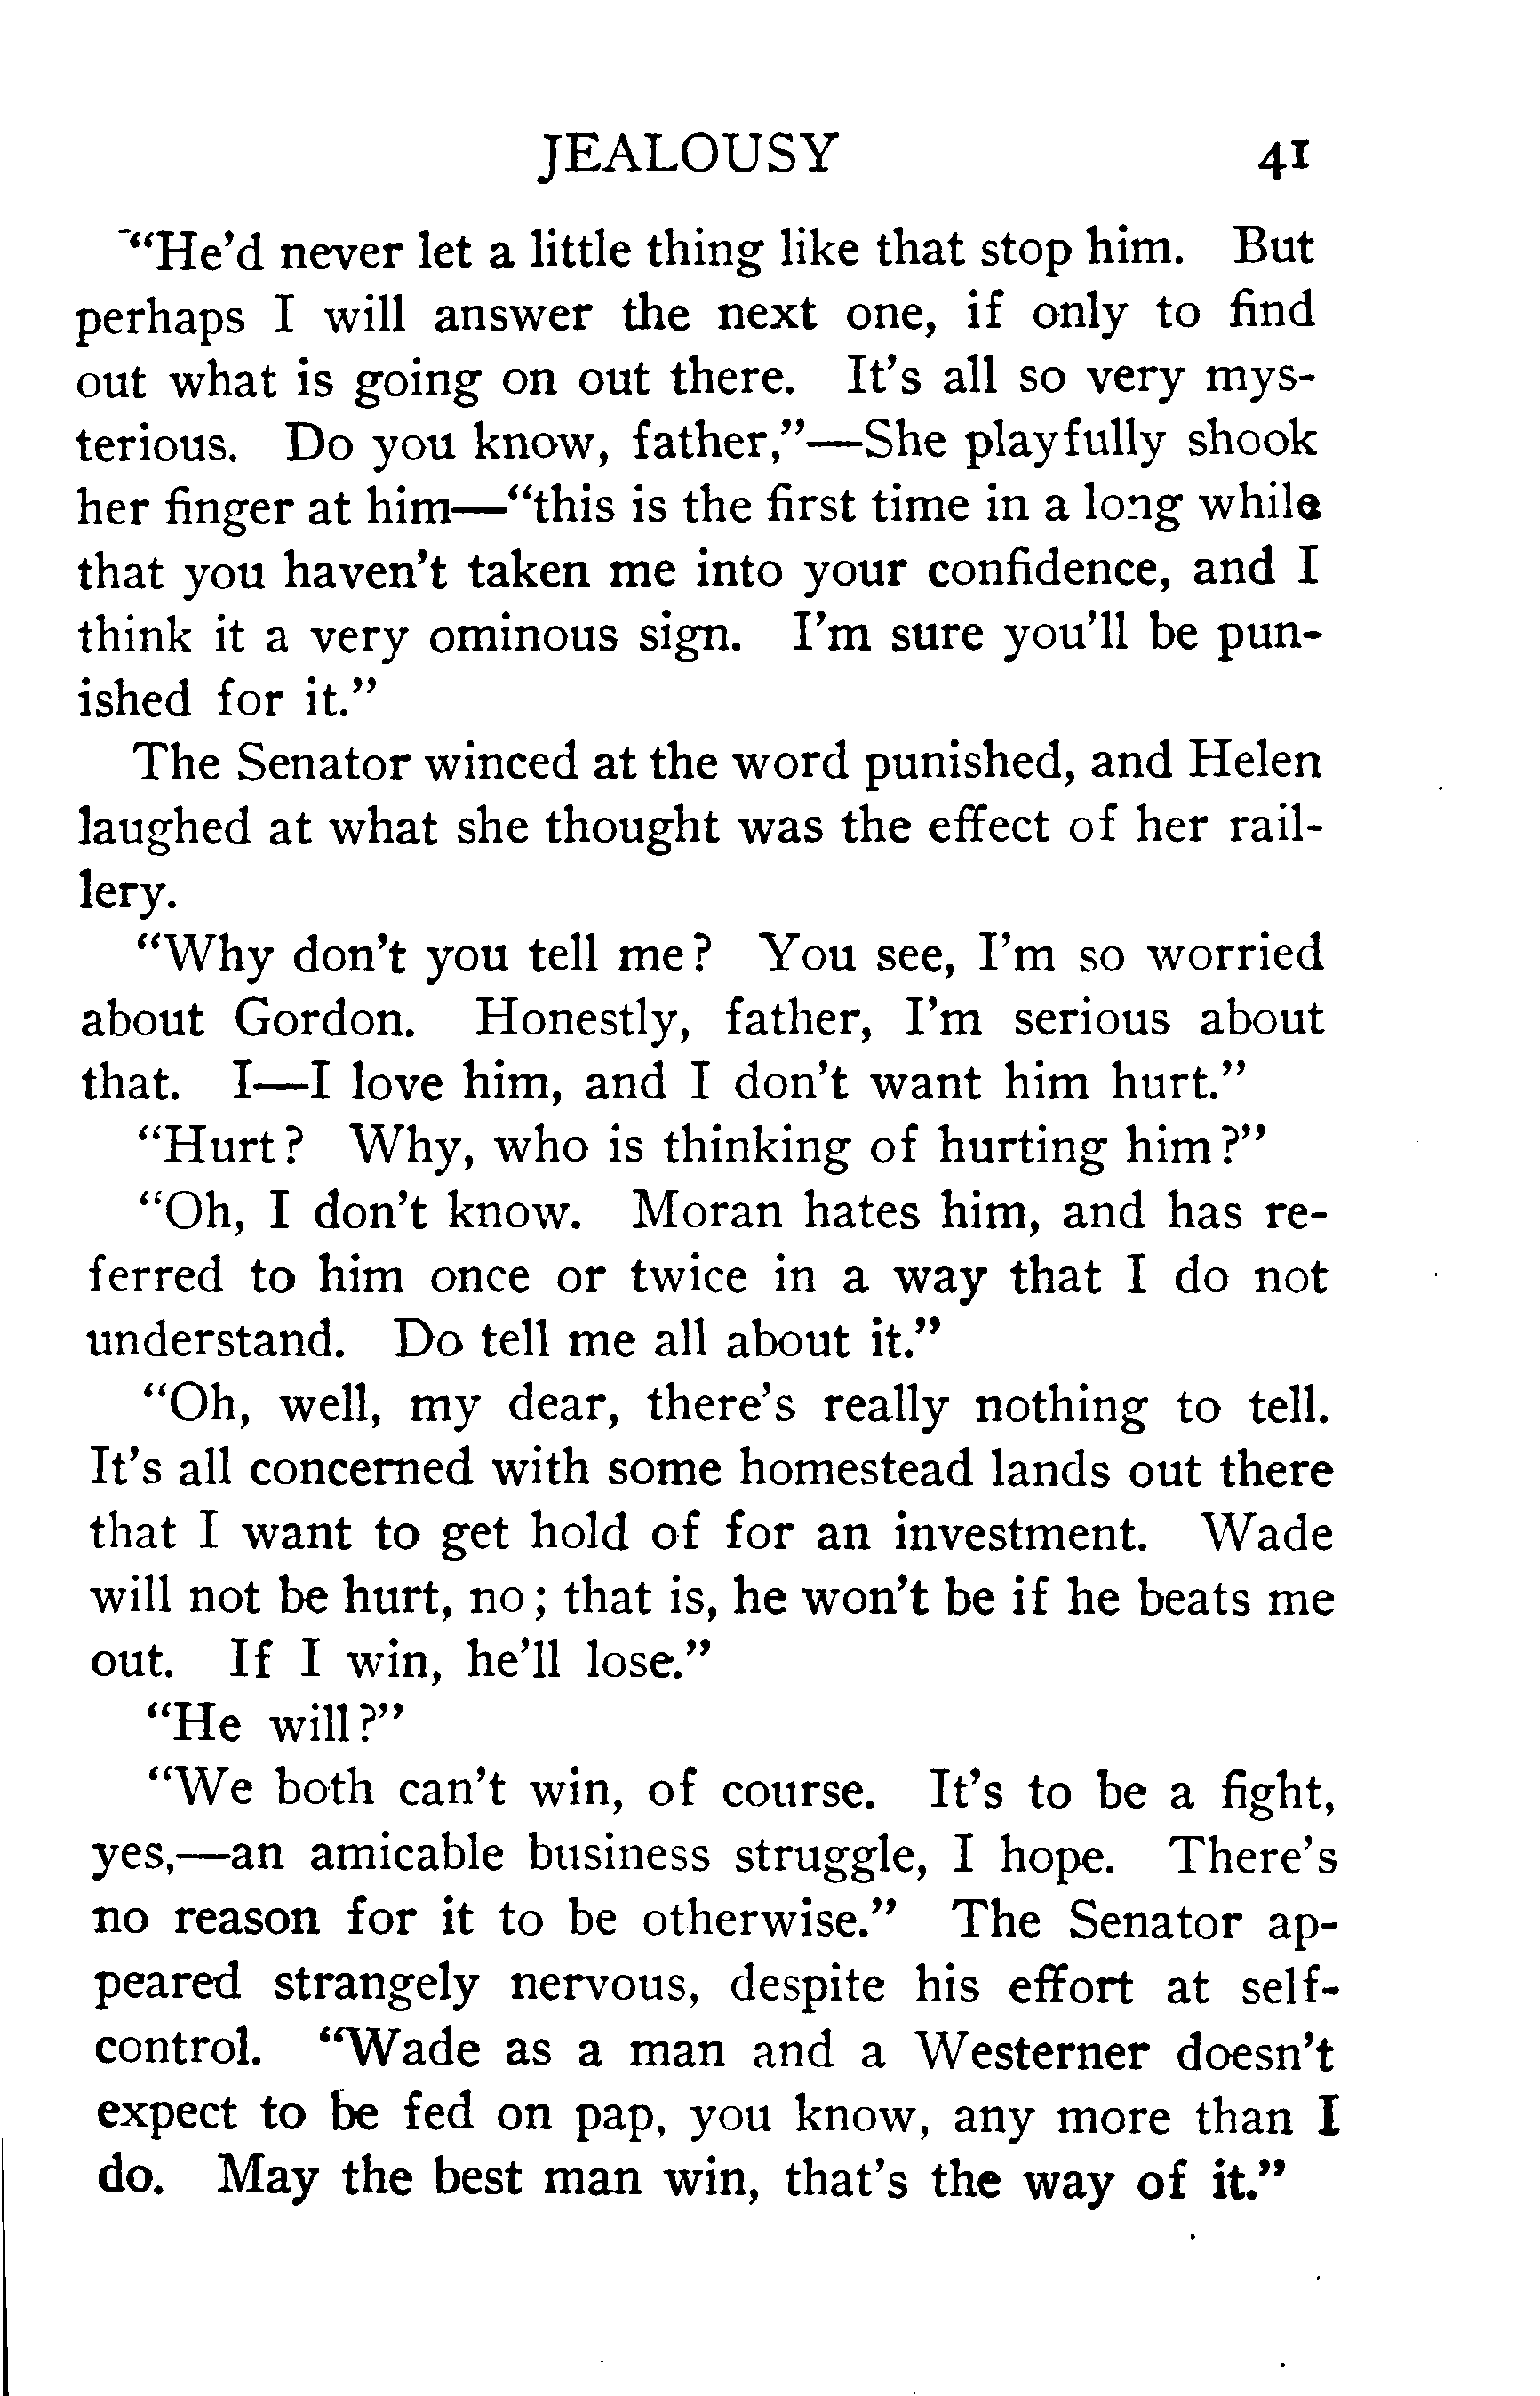 JEALOUSY 41
"He'd never let a little thing like that stop him. But
perhaps I will answer the next one, if only to find
out what is going on out there. It's all so very mys-
terious. Do you know, father,"—She playfully shook
her finger at him—"this is the first time in a long while
that you haven't taken me into your confidence, and I
think it a very ominous sign. I'm sure you'll be pun-
ished for it."
The Senator winced at the word punished, and Helen
laughed at what she thought was the effect of her rail-
lery.
"Why don't you tell me? You see, I'm so worried
about Gordon. Honestly, father, I'm serious about
that. I—I love him, and I don't want him hurt."
"Hurt? Why, who is thinking of hurting him?"
"Oh, I don't know. Moran hates him, and has re-
ferred to him once or twice in a way that I do not
understand. Do tell me all about it."
"Oh, well, my dear, there's really nothing to tell.
It's all concerned with some homestead lands out there
that I want to get hold of for an investment. Wade
will not be hurt, no; that is, he won't be if he beats me
out. If I win, he'll lose."
"He will?"
"We both can't win, of course. It's to be a fight,
yes,—an amicable business struggle, I hope. There's
no reason for it to be otherwise." The Senator ap-
peared strangely nervous, despite his effort at self-
control. "Wade as a man and a Westerner doesn't
expect to be fed on pap, you know, any more than I
do. May the best man win, that's the way of it."